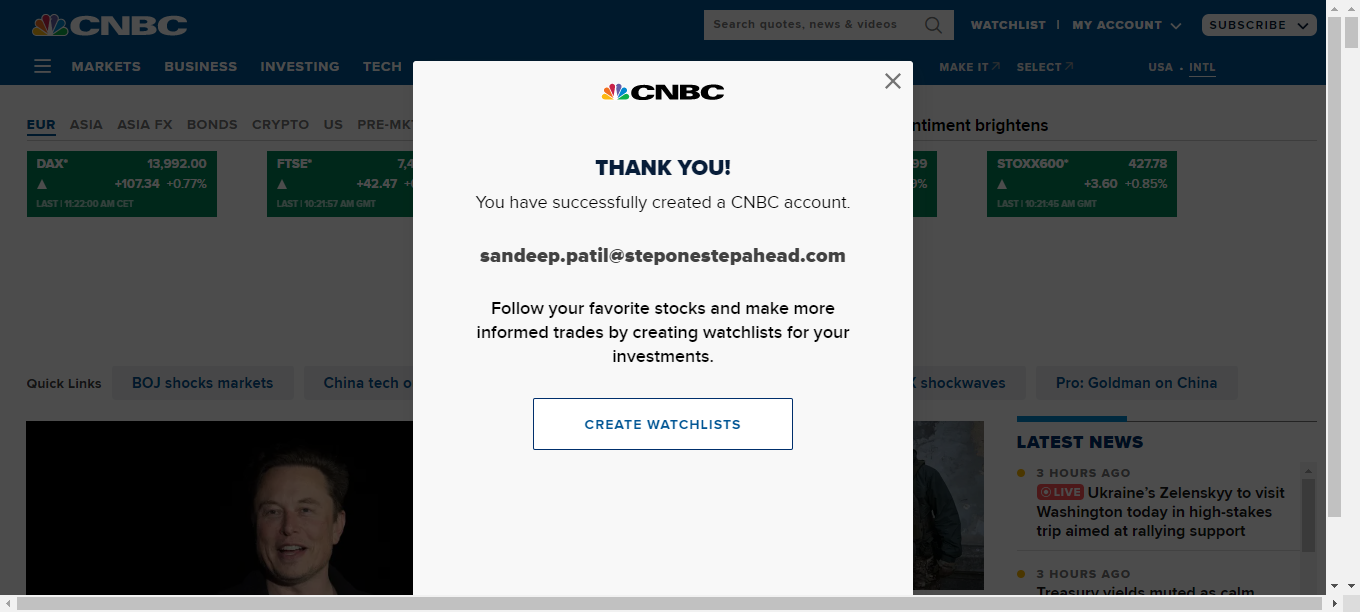 CNBC
Search quotes, news & videos
WATCHLIST | MY ACCOUNT
SUBSCRIBE
MARKETS BUSINESS INVESTING TECH
MAKE IT SELECT
USA • INTL
CNBC
THANK YOU!
You have successfully created a CNBC account.
sandeep.patil@steponestepahead.com
Follow your favorite stocks and make more
informed trades by creating watchlists for your
investments.
CREATE WATCHLISTS
EUR ASIA ASIA FX BONDS CRYPTO US PRE-MK
ntiment brightens
DAX* 13,992.00
+107.34 +0.77%
LAST | 11:22:00 AM CET
FTSE* 7,4
+42.47
LAST | 10:21:57 AM GMT
99
9%
STOXX600* 427.78
+3.60 +0.85%
LAST | 10:21:45 AM GMT
Quick Links
BOJ shocks markets
China tech o
shockwaves
Pro: Goldman on China
LATEST NEWS
3 HOURS AGO
LIVE Ukraine’s Zelenskyy to visit
Washington today in high-stakes
trip aimed at rallying support
3 HOURS AGO
Treasury yields muted as calm